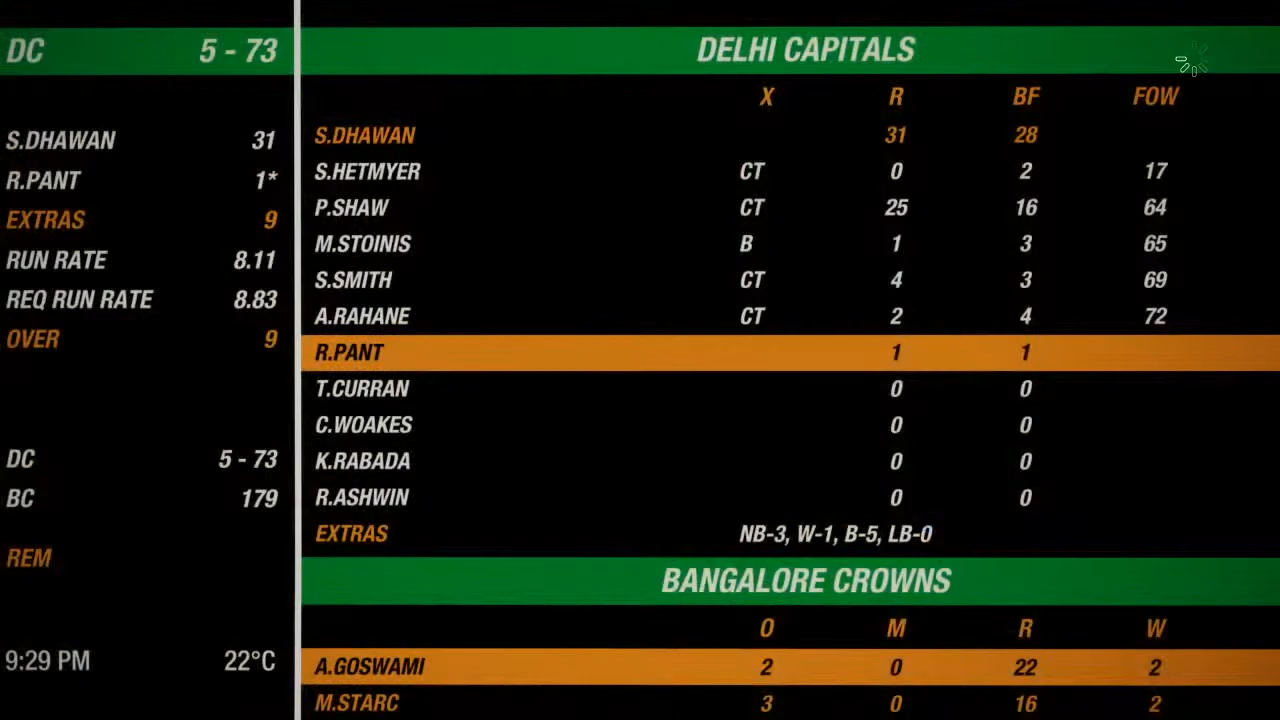 DC 5 - 73
S.DHAWAN 31
R.PANT 1*
EXTRAS 9
RUN RATE 8.11
REQ RUN RATE 8.83
OVER 9
DC 5 - 73
BC 179
REM
9:29 PM 22°C
DELHI CAPITALS
X R BF FOW
S.DHAWAN 31 28
S.HETMYER CT 0 2 17
P.SHAW CT 25 16 64
M.STOINIS B 1 3 65
S.SMITH CT 4 3 69
A.RAHANE CT 2 4 72
R.PANT 1 1
T.CURRAN 0 0
C.WOAKES 0 0
K.RABADA 0 0
R.ASHWIN 0 0
EXTRAS NB-3, W-1, B-5, LB-0
BANGALORE CROWNS
O M R W
A.GOSWAMI 2 0 22 2
M.STARC 3 0 16 2